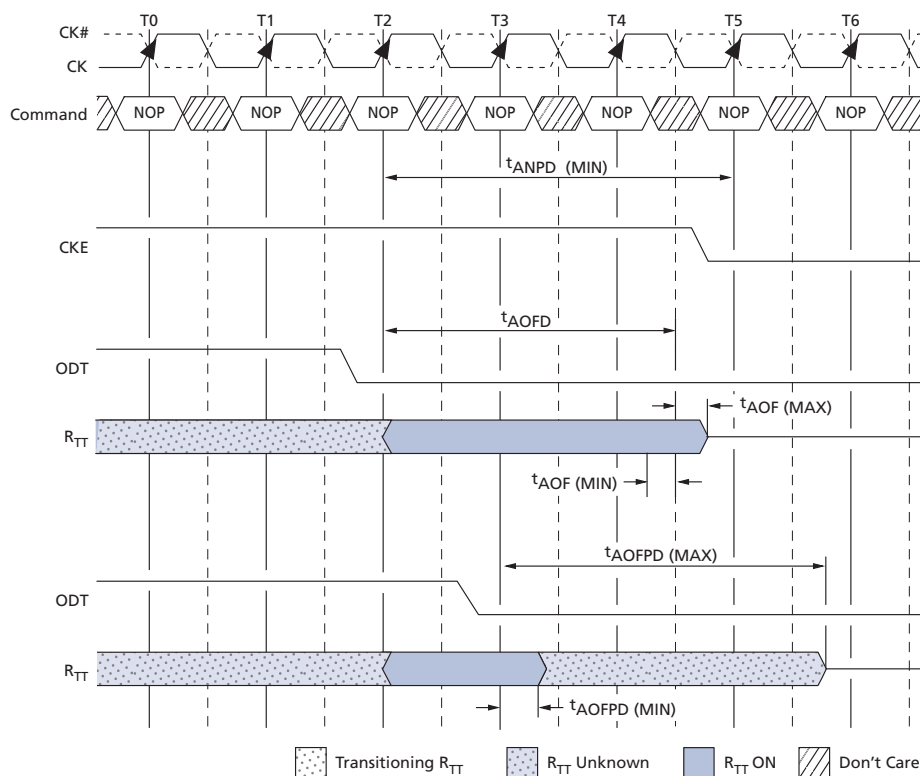 T0 T1 T2 T3 T4 T5 T6
CK#
CK
Command NOP NOP NOP NOP NOP NOP NOP
tANPD (MIN)
CKE
tAOFD
ODT
tAOF (MAX)
RTT
tAOF (MIN)
tAOFPD (MAX)
ODT
RTT
tAOFPD (MIN)
Transitioning RTT RTT Unknown RTT ON Don't Care